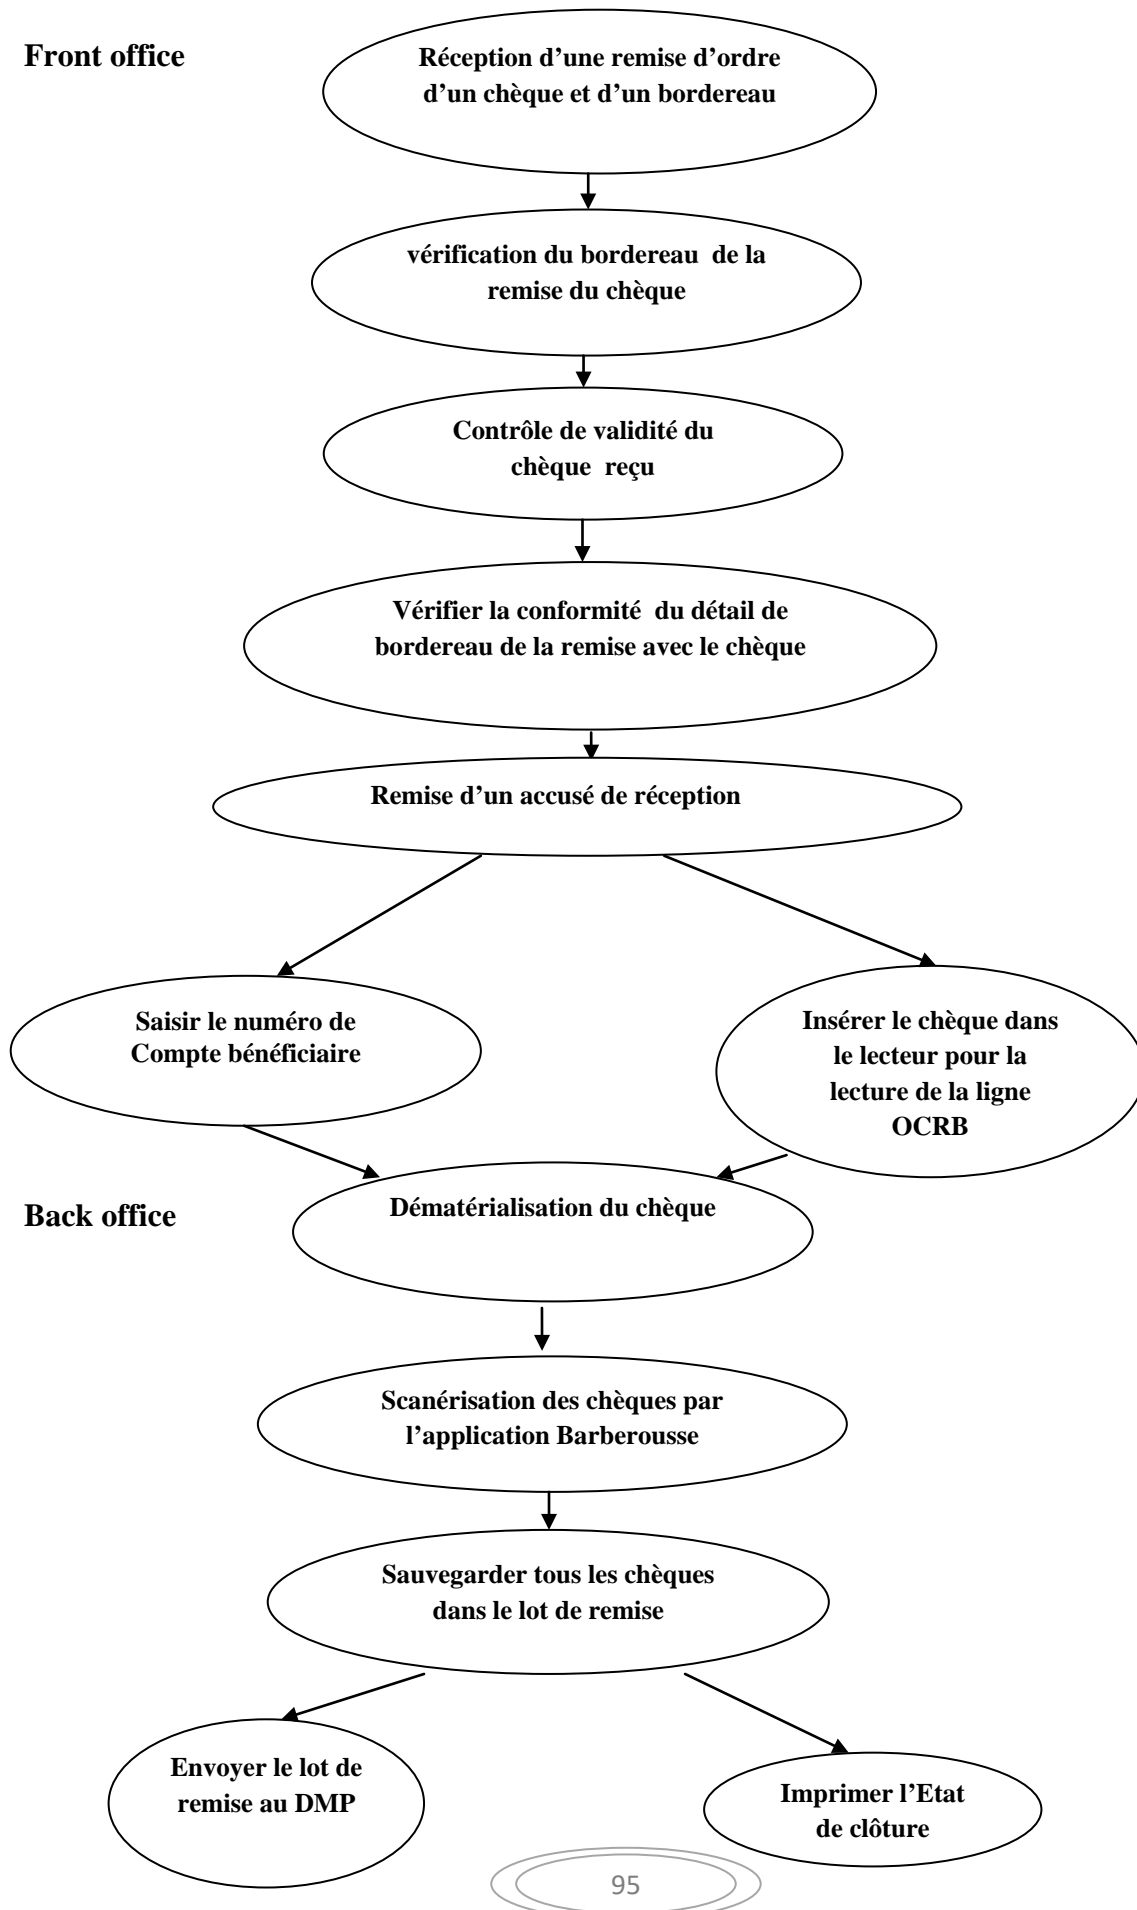 Front office
Réception d’une remise d’ordre
d’un chèque et d’un bordereau
vérification du bordereau  de la
remise du chèque
Contrôle de validité du
chèque  reçu
Vérifier la conformité  du détail de
bordereau de la remise avec le chèque
Remise d’un accusé de réception
Saisir le numéro de
Compte bénéficiaire
Insérer le chèque dans
le lecteur pour la
lecture de la ligne
OCRB
Back office
Dématérialisation du chèque
Scanérisation des chèques par
l’application Barberousse
Sauvegarder tous les chèques
dans le lot de remise
Envoyer le lot de
remise au DMP
Imprimer l’Etat
de clôture
95